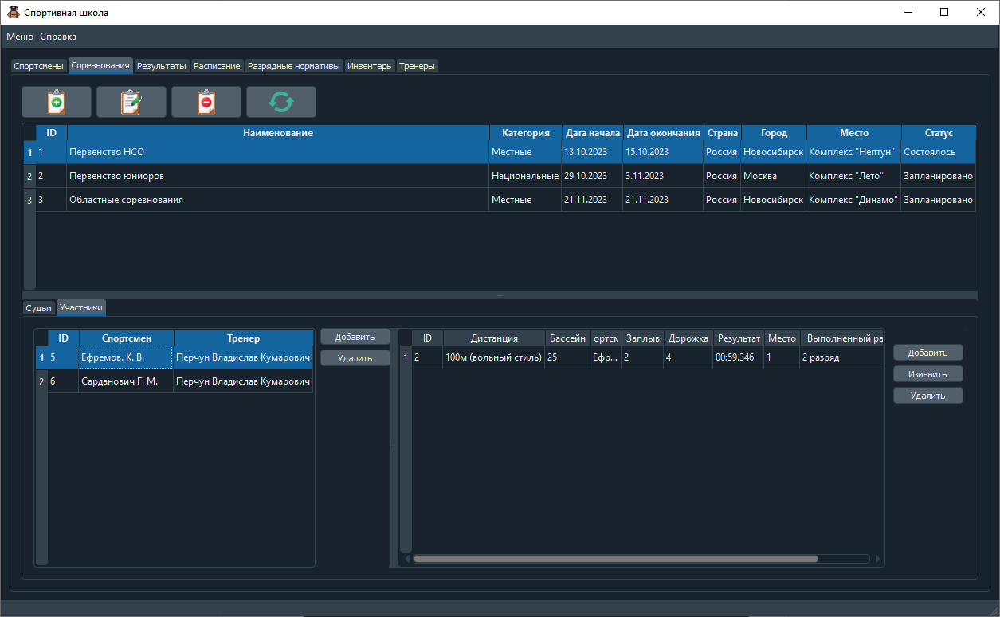 Спортивная школа
Меню Справка
Спортсмены Соревнования Результаты Расписание Разрядные нормативы Инвентарь Тренеры
ID Наименование Категория Дата начала Дата окончания Страна Город Место Статус
1 1 Первенство НСО Местные 13.10.2023 15.10.2023 Россия Новосибирск Комплекс "Нептун" Состоялось
2 2 Первенство юниоров Национальные 29.10.2023 3.11.2023 Россия Москва Комплекс "Лето" Запланировано
3 3 Областные соревнования Местные 21.11.2023 21.11.2023 Россия Новосибирск Комплекс "Динамо" Запланировано
Судьи Участники
ID Спортсмен Тренер
1 5 Ефремов. К. В. Перчун Владислав Кумарович
2 6 Сарданович Г. М. Перчун Владислав Кумарович
Добавить
Удалить
ID Дистанция Бассейн ортсм Заплыв Дорожка Результат Место Выполненный ра
1 2 100м (вольный стиль) 25 Ефр... 2 4 00:59.346 1 2 разряд
Добавить
Изменить
Удалить